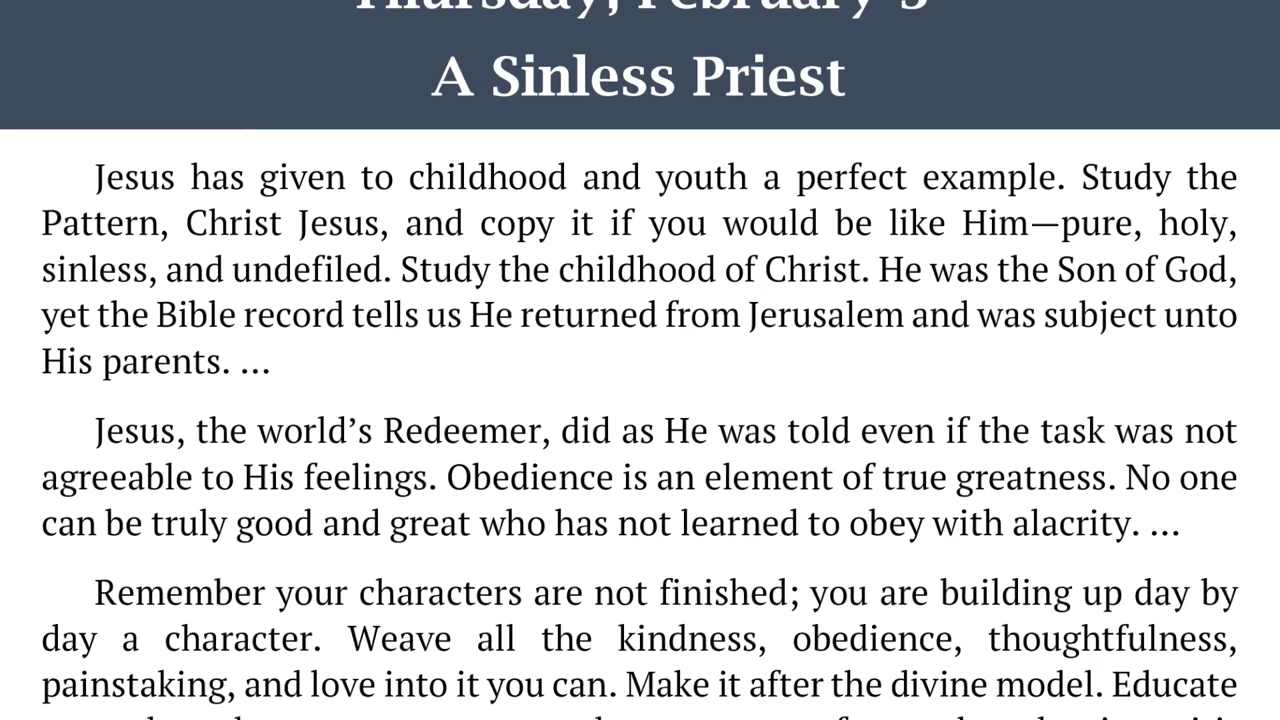 Thursday, February 5
A Sinless Priest
Jesus has given to childhood and youth a perfect example. Study the
Pattern, Christ Jesus, and copy it if you would be like Him—pure, holy,
sinless, and undefiled. Study the childhood of Christ. He was the Son of God,
yet the Bible record tells us He returned from Jerusalem and was subject unto
His parents. ...
Jesus, the world’s Redeemer, did as He was told even if the task was not
agreeable to His feelings. Obedience is an element of true greatness. No one
can be truly good and great who has not learned to obey with alacrity. ...
Remember your characters are not finished; you are building up day by
day a character. Weave all the kindness, obedience, thoughtfulness,
painstaking, and love into it you can. Make it after the divine model. Educate